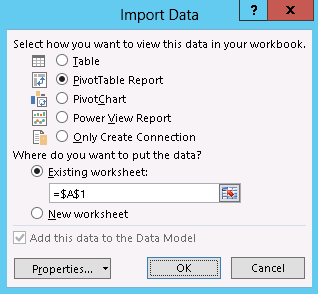 Import Data
?
x
Select how you want to view this data in your workbook.
Table
PivotTable Report
PivotChart
Power View Report
Only Create Connection
Where do you want to put the data?
Existing worksheet:
=$A$1
New worksheet
Add this data to the Data Model
Properties...
OK
Cancel